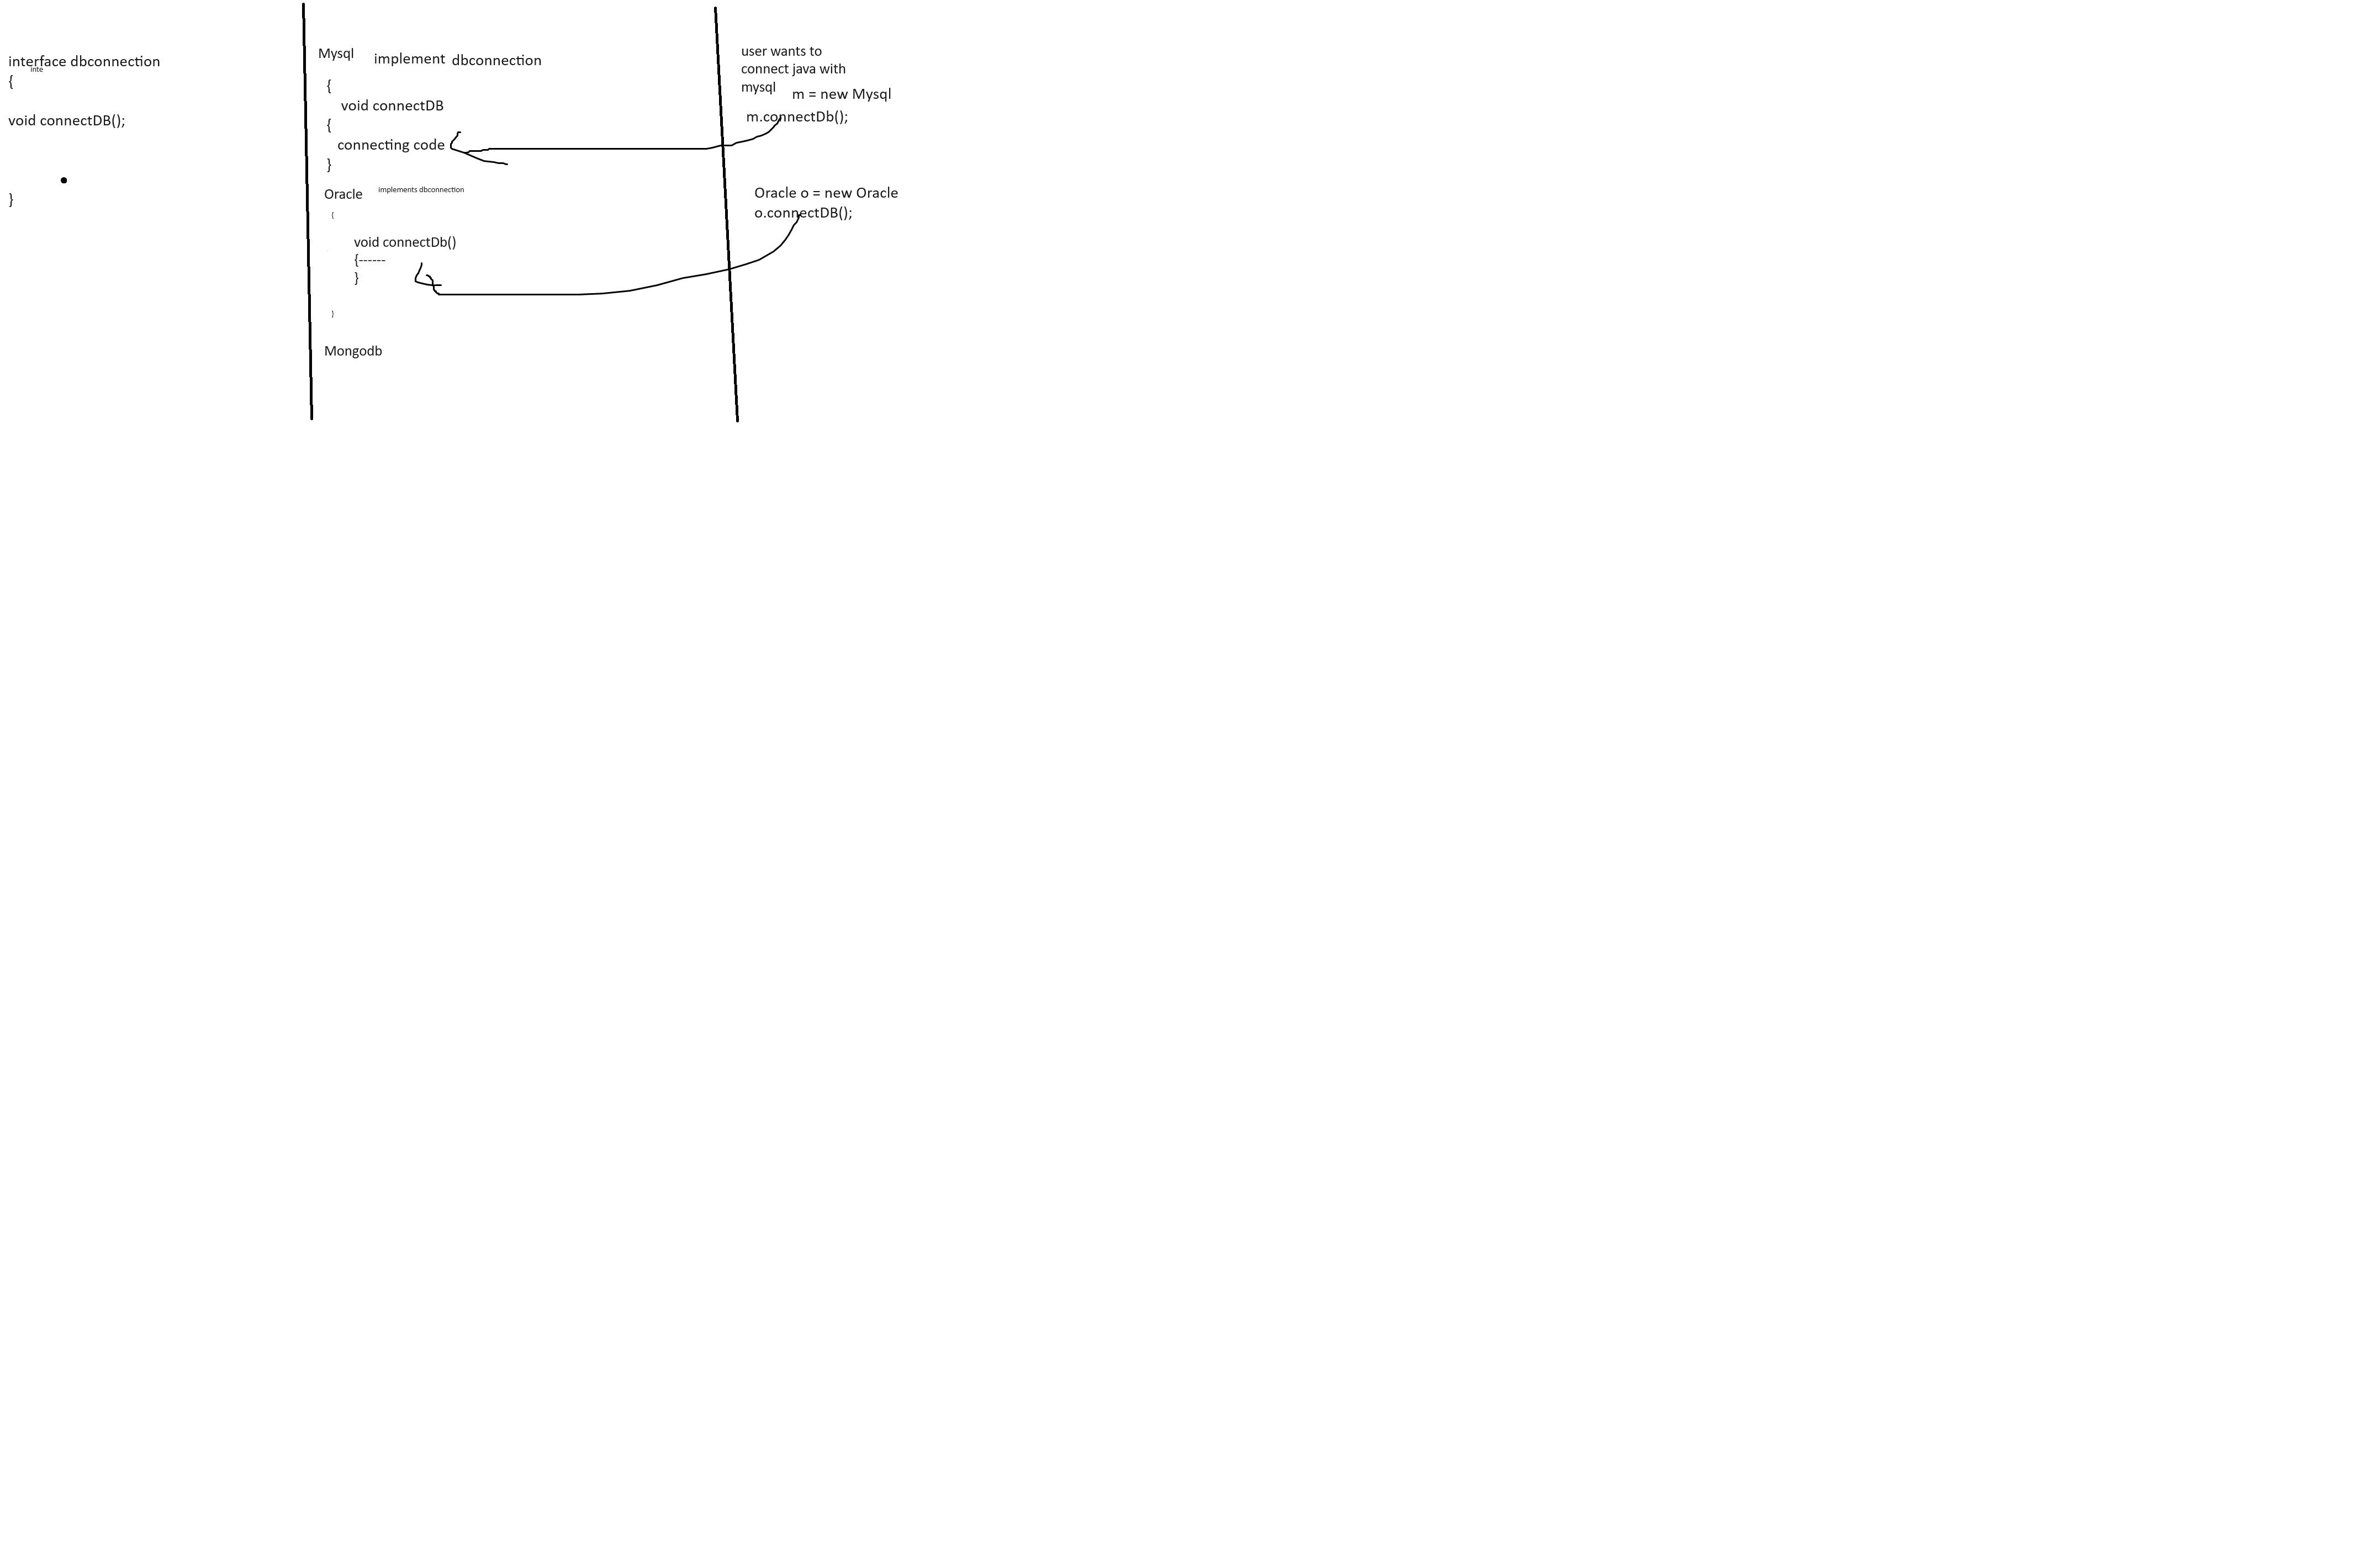 interface dbconnection
inte
{
void connectDB();
}
Mysql implement dbconnection
{
void connectDB
{
connecting code
}
Oracle implements dbconnection
{
void connectDb()
{------
}
}
Mongodb
user wants to
connect java with
mysql m = new Mysql
m.connectDb();
Oracle o = new Oracle
o.connectDB();